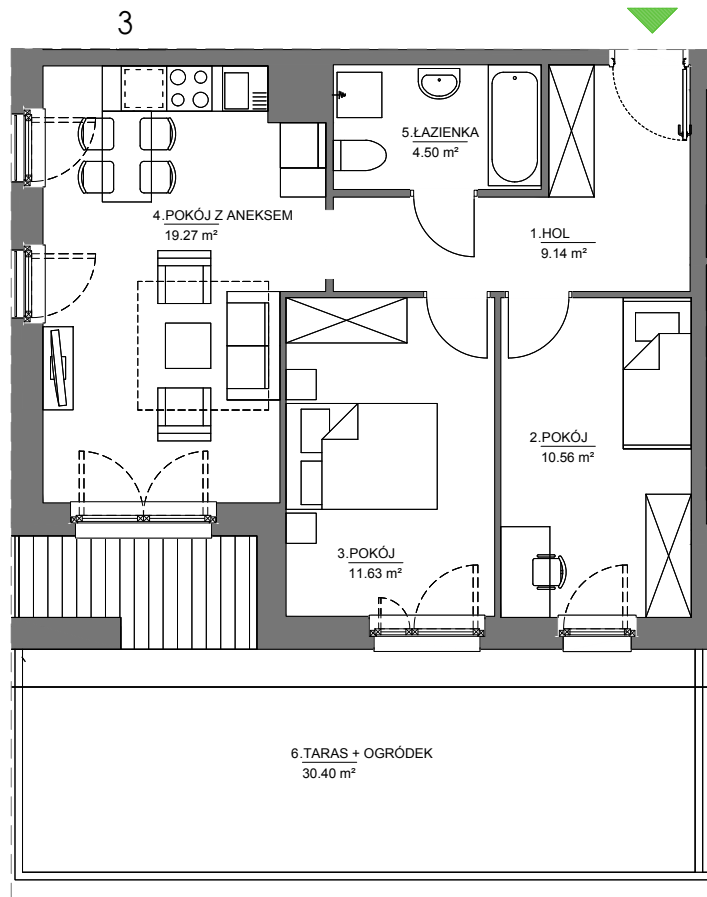 3
5.ŁAZIENKA
4.50 m²
4.POKÓJ Z ANEKSEM
19.27 m²
1.HOL
9.14 m²
2.POKÓJ
10.56 m²
3.POKÓJ
11.63 m²
6.TARAS + OGRÓDEK
30.40 m²